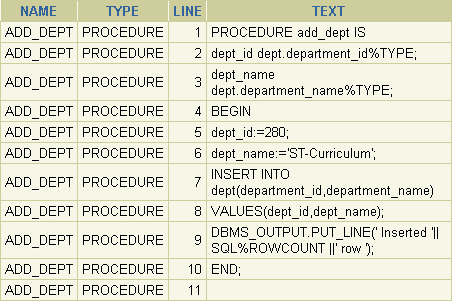 NAME TYPE LINE TEXT
ADD_DEPT PROCEDURE 1 PROCEDURE add_dept IS
ADD_DEPT PROCEDURE 2 dept_id dept.department_id%TYPE;
ADD_DEPT PROCEDURE 3 dept_name
dept.department_name%TYPE;
ADD_DEPT PROCEDURE 4 BEGIN
ADD_DEPT PROCEDURE 5 dept_id:=280;
ADD_DEPT PROCEDURE 6 dept_name:='ST-Curriculum';
ADD_DEPT PROCEDURE 7 INSERT INTO
dept(department_id,department_name)
ADD_DEPT PROCEDURE 8 VALUES(dept_id,dept_name);
ADD_DEPT PROCEDURE 9 DBMS_OUTPUT.PUT_LINE(' Inserted '||
SQL%ROWCOUNT ||' row ');
ADD_DEPT PROCEDURE 10 END;
ADD_DEPT PROCEDURE 11